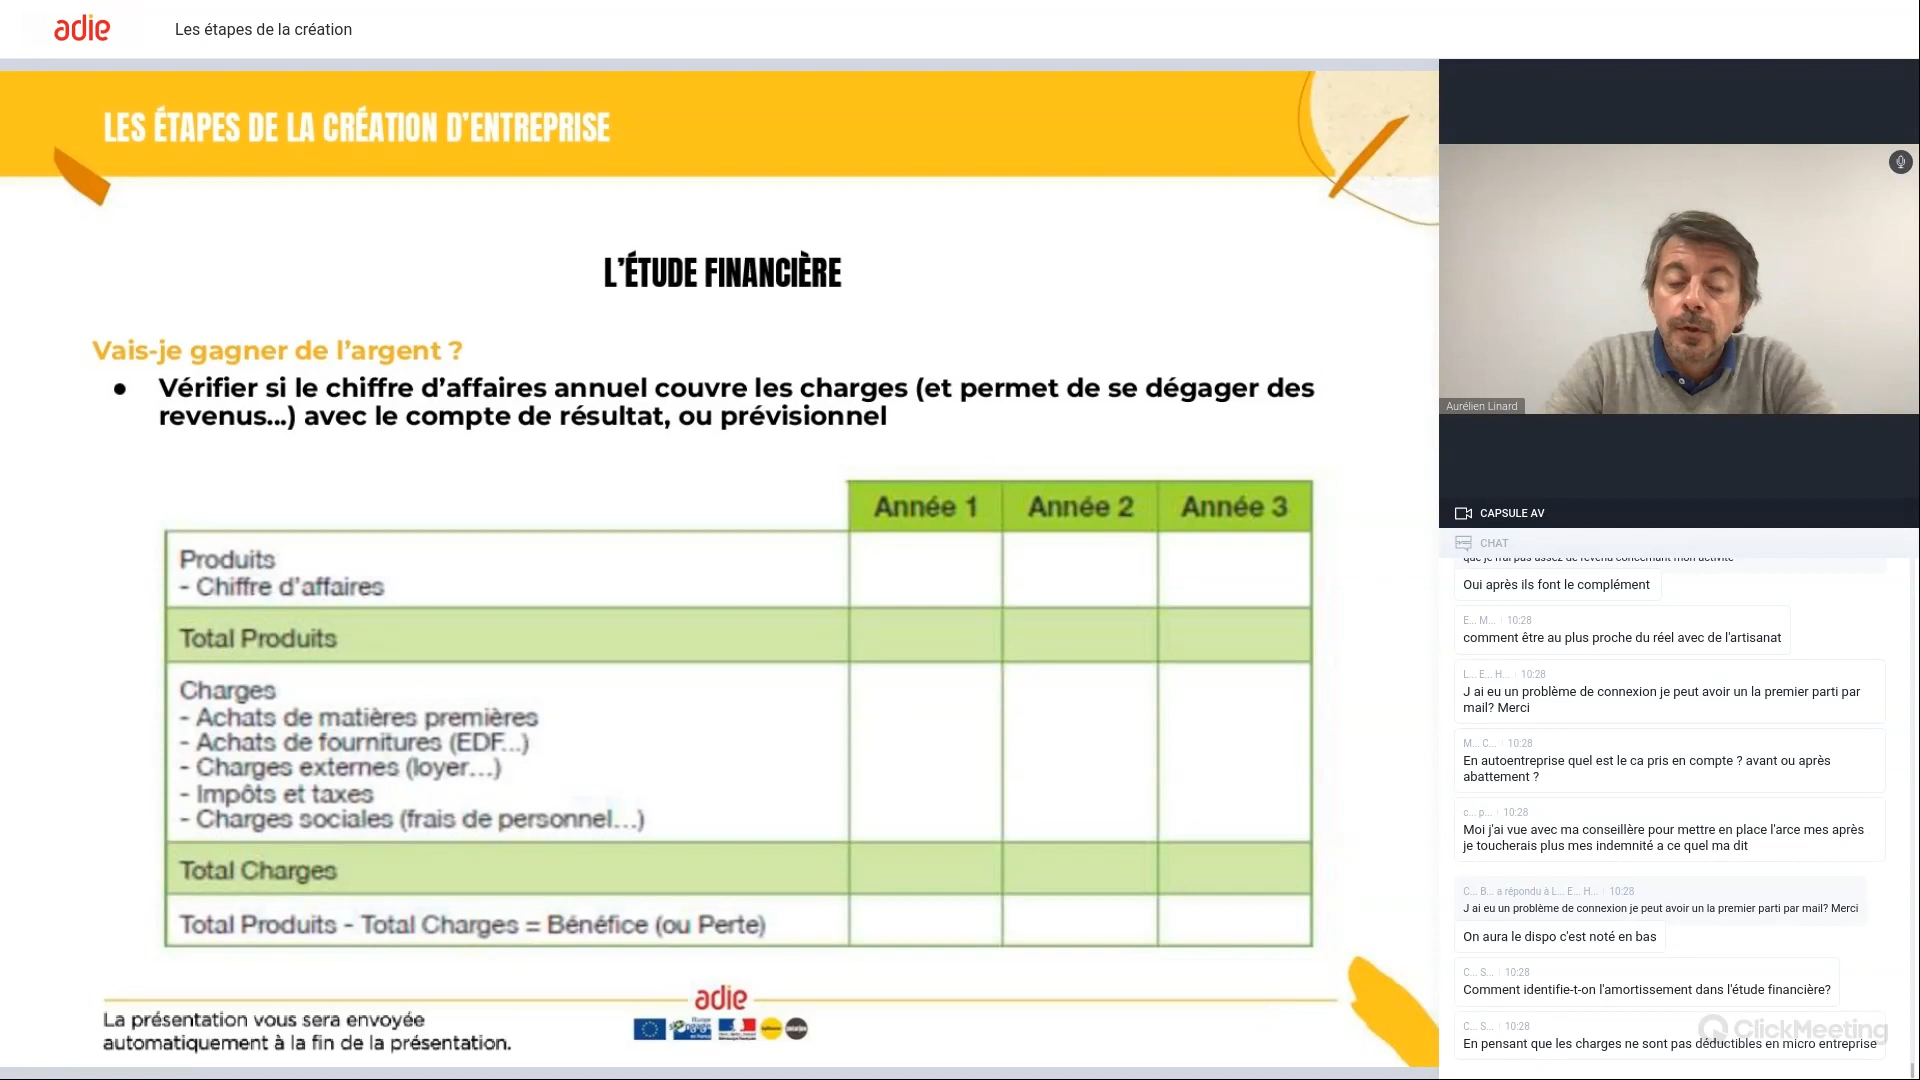 adie
Les étapes de la création
LES ÉTAPES DE LA CRÉATION D'ENTREPRISE
L'ÉTUDE FINANCIÈRE
Vais-je gagner de l'argent ?
● Vérifier si le chiffre d'affaires annuel couvre les charges (et permet de se dégager des
revenus...) avec le compte de résultat, ou prévisionnel
Année 1 Année 2 Année 3
Produits
- Chiffre d'affaires
Total Produits
Charges
- Achats de matières premières
- Achats de fournitures (EDF...)
- Charges externes (loyer...)
- Impôts et taxes
- Charges sociales (frais de personnel...)
Total Charges
Total Produits - Total Charges = Bénéfice (ou Perte)
adie
La présentation vous sera envoyée
automatiquement à la fin de la présentation.
Aurélien Linard
CAPSULE AV
CHAT
que je n'ai pas assez de revenu concernant mon activité
Oui après ils font le complément
E... M... 10:28
comment être au plus proche du réel avec de l'artisanat
L... E... H... 10:28
J ai eu un problème de connexion je peut avoir un la premier parti par
mail? Merci
M... C... 10:28
En autoentreprise quel est le ca pris en compte ? avant ou après
abattement ?
c... p... 10:28
Moi j'ai vue avec ma conseillère pour mettre en place l'arce mes après
je toucherais plus mes indemnité a ce quel ma dit
C... B... a répondu à L... E... H... 10:28
J ai eu un problème de connexion je peut avoir un la premier parti par mail? Merci
On aura le dispo c'est noté en bas
C... S... 10:28
Comment identifie-t-on l'amortissement dans l'étude financière?
C... S... 10:28
En pensant que les charges ne sont pas déductibles en micro entreprise
ClickMeeting